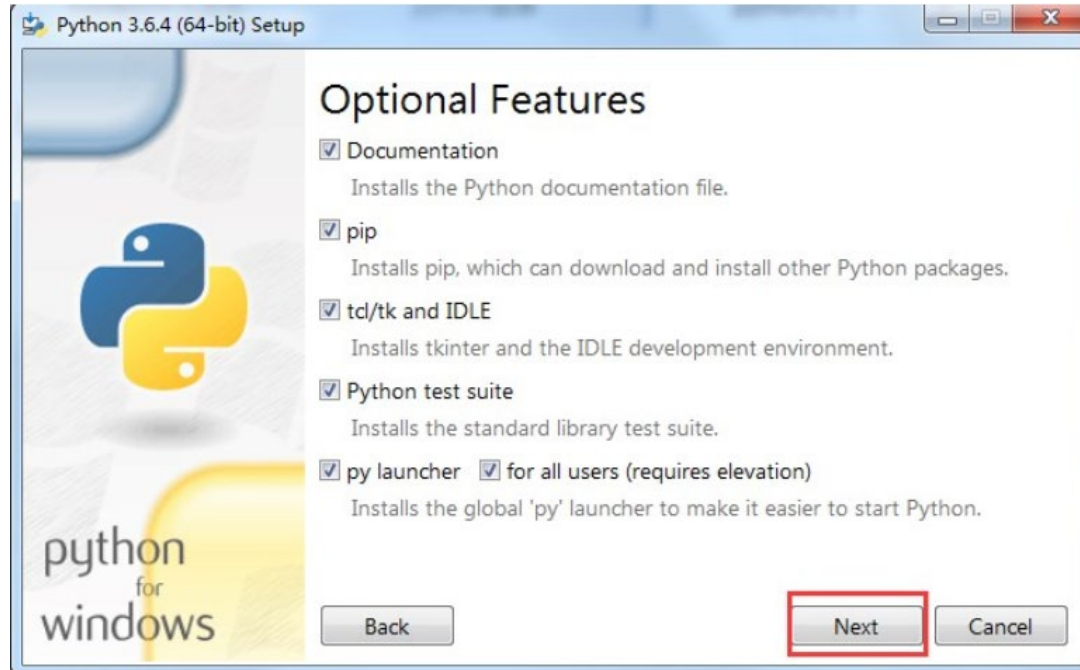 Python 3.6.4 (64-bit) Setup
Optional Features
Documentation
Installs the Python documentation file.
pip
Installs pip, which can download and install other Python packages.
tcl/tk and IDLE
Installs tkinter and the IDLE development environment.
Python test suite
Installs the standard library test suite.
py launcher for all users (requires elevation)
Installs the global 'py' launcher to make it easier to start Python.
python
for
windows
Back Next Cancel